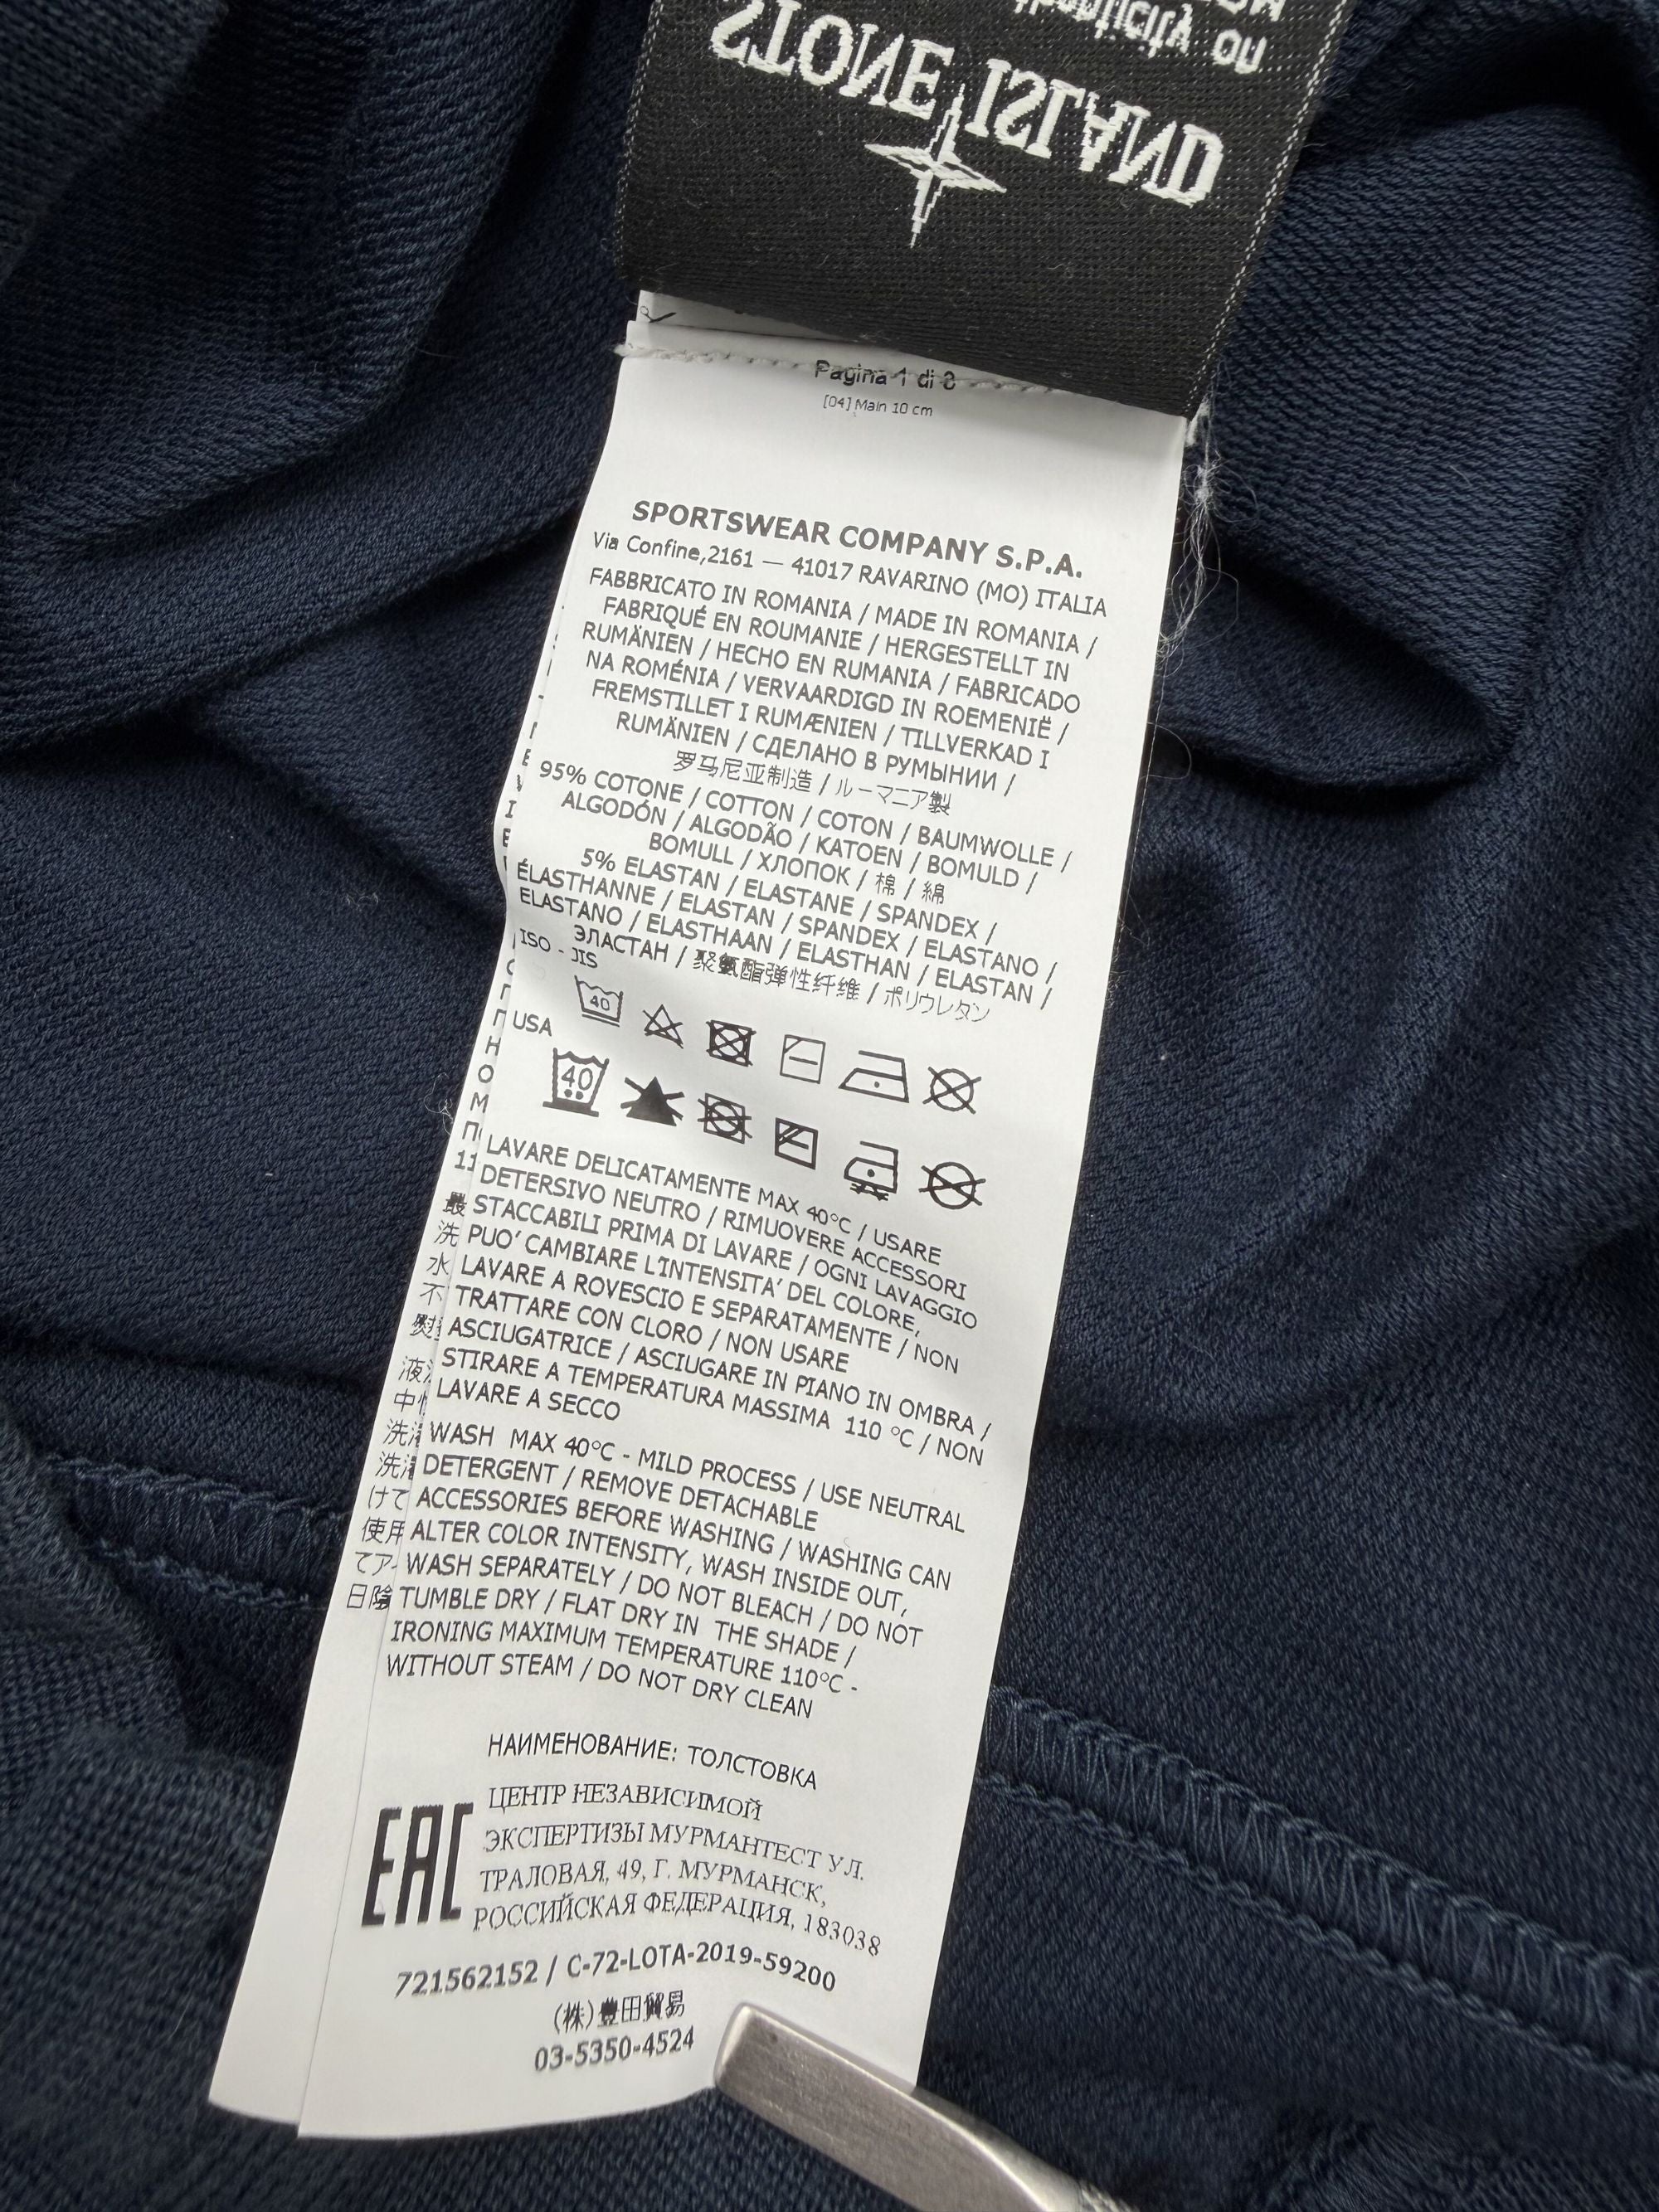 thenticity on
STONE ISLAND
Pagina 1 di 8
[04] Main 10 cm
SPORTSWEAR COMPANY S.P.A.
Via Confine,2161 — 41017 RAVARINO (MO) ITALIA
FABBRICATO IN ROMANIA / MADE IN ROMANIA /
FABRIQUÉ EN ROUMANIE / HERGESTELLT IN
RUMÄNIEN / HECHO EN RUMANIA / FABRICADO
NA ROMÉNIA / VERVAARDIGD IN ROEMENIË /
FREMSTILLET I RUMÆNIEN / TILLVERKAD I
RUMÄNIEN / СДЕЛАНО В РУМЫНИИ /
罗马尼亚制造 / ルーマニア製
95% COTONE / COTTON / COTON / BAUMWOLLE /
ALGODÓN / ALGODÃO / KATOEN / BOMULD /
BOMULL / ХЛОПОК / 棉 / 綿
5% ELASTAN / ELASTANE / SPANDEX /
ÉLASTHANNE / ELASTAN / SPANDEX / ELASTANO /
ELASTANO / ELASTHAAN / ELASTHAN / ELASTAN /
ЭЛАСТАН / 聚氨酯弹性纤维 / ポリウレタン
ISO - JIS
40
USA
40
LAVARE DELICATAMENTE MAX 40°C / USARE
DETERSIVO NEUTRO / RIMUOVERE ACCESSORI
STACCABILI PRIMA DI LAVARE / OGNI LAVAGGIO
PUO' CAMBIARE L'INTENSITA' DEL COLORE,
LAVARE A ROVESCIO E SEPARATAMENTE / NON
TRATTARE CON CLORO / NON USARE
ASCIUGATRICE / ASCIUGARE IN PIANO IN OMBRA /
STIRARE A TEMPERATURA MASSIMA 110 °C / NON
LAVARE A SECCO
WASH MAX 40°C - MILD PROCESS / USE NEUTRAL
DETERGENT / REMOVE DETACHABLE
ACCESSORIES BEFORE WASHING / WASHING CAN
ALTER COLOR INTENSITY, WASH INSIDE OUT,
WASH SEPARATELY / DO NOT BLEACH / DO NOT
TUMBLE DRY / FLAT DRY IN THE SHADE /
IRONING MAXIMUM TEMPERATURE 110°C -
WITHOUT STEAM / DO NOT DRY CLEAN
НАИМЕНОВАНИЕ: ТОЛСТОВКА
EAC
ЦЕНТР НЕЗАВИСИМОЙ
ЭКСПЕРТИЗЫ МУРМАНТЕСТ УЛ.
ТРАЛОВАЯ, 49, Г. МУРМАНСК,
РОССИЙСКАЯ ФЕДЕРАЦИЯ, 183038
721562152 / C-72-LOTA-2019-59200
(株)豊田貿易
03-5350-4524